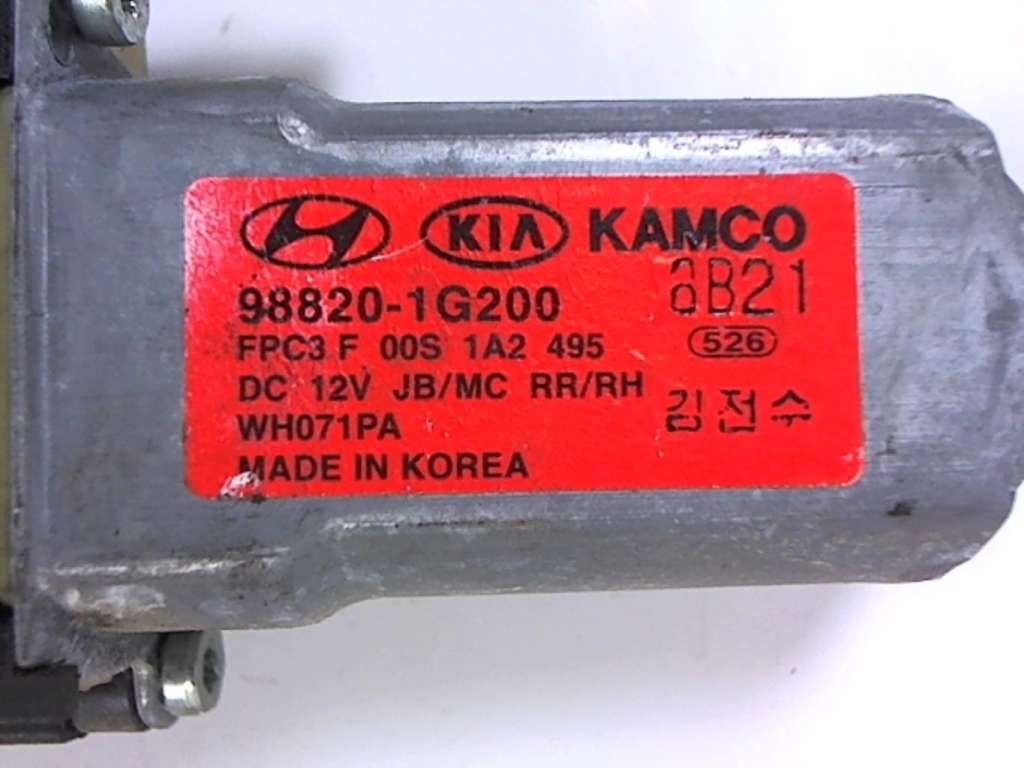 KIA KAMCO
98820-1G200 8B21
FPC3 F 00S 1A2 495 526
DC 12V JB/MC RR/RH
WH071PA 김전수
MADE IN KOREA